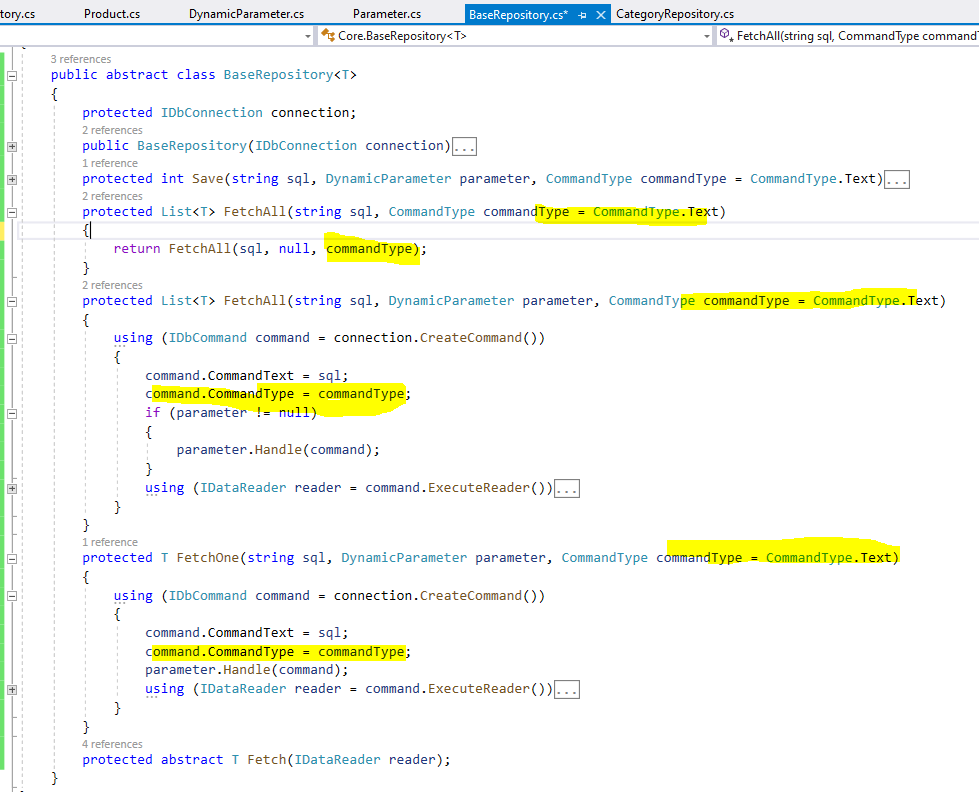 tory.cs Product.cs DynamicParameter.cs Parameter.cs BaseRepository.cs* CategoryRepository.cs
Core.BaseRepository<T> FetchAll(string sql, CommandType command
3 references
public abstract class BaseRepository<T>
{
protected IDbConnection connection;
2 references
public BaseRepository(IDbConnection connection)...
1 reference
protected int Save(string sql, DynamicParameter parameter, CommandType commandType = CommandType.Text)...
2 references
protected List<T> FetchAll(string sql, CommandType commandType = CommandType.Text)
{
return FetchAll(sql, null, commandType);
}
2 references
protected List<T> FetchAll(string sql, DynamicParameter parameter, CommandType commandType = CommandType.Text)
{
using (IDbCommand command = connection.CreateCommand())
{
command.CommandText = sql;
command.CommandType = commandType;
if (parameter != null)
{
parameter.Handle(command);
}
using (IDataReader reader = command.ExecuteReader())...
}
}
1 reference
protected T FetchOne(string sql, DynamicParameter parameter, CommandType commandType = CommandType.Text)
{
using (IDbCommand command = connection.CreateCommand())
{
command.CommandText = sql;
command.CommandType = commandType;
parameter.Handle(command);
using (IDataReader reader = command.ExecuteReader())...
}
}
4 references
protected abstract T Fetch(IDataReader reader);
}